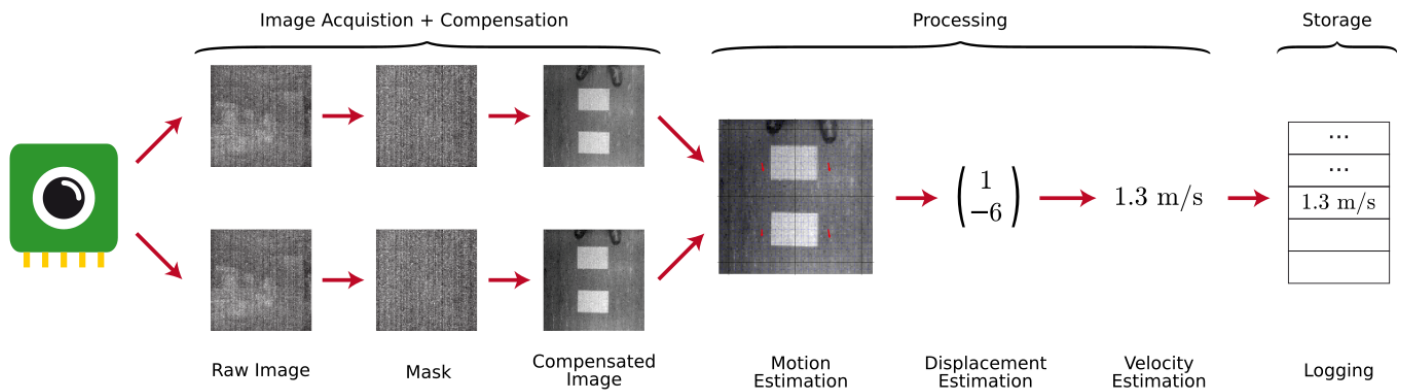 Image Acquistion + Compensation
Processing
Storage
1
−6
1.3 m/s
...
...
1.3 m/s
Raw Image
Mask
Compensated
Image
Motion
Estimation
Displacement
Estimation
Velocity
Estimation
Logging